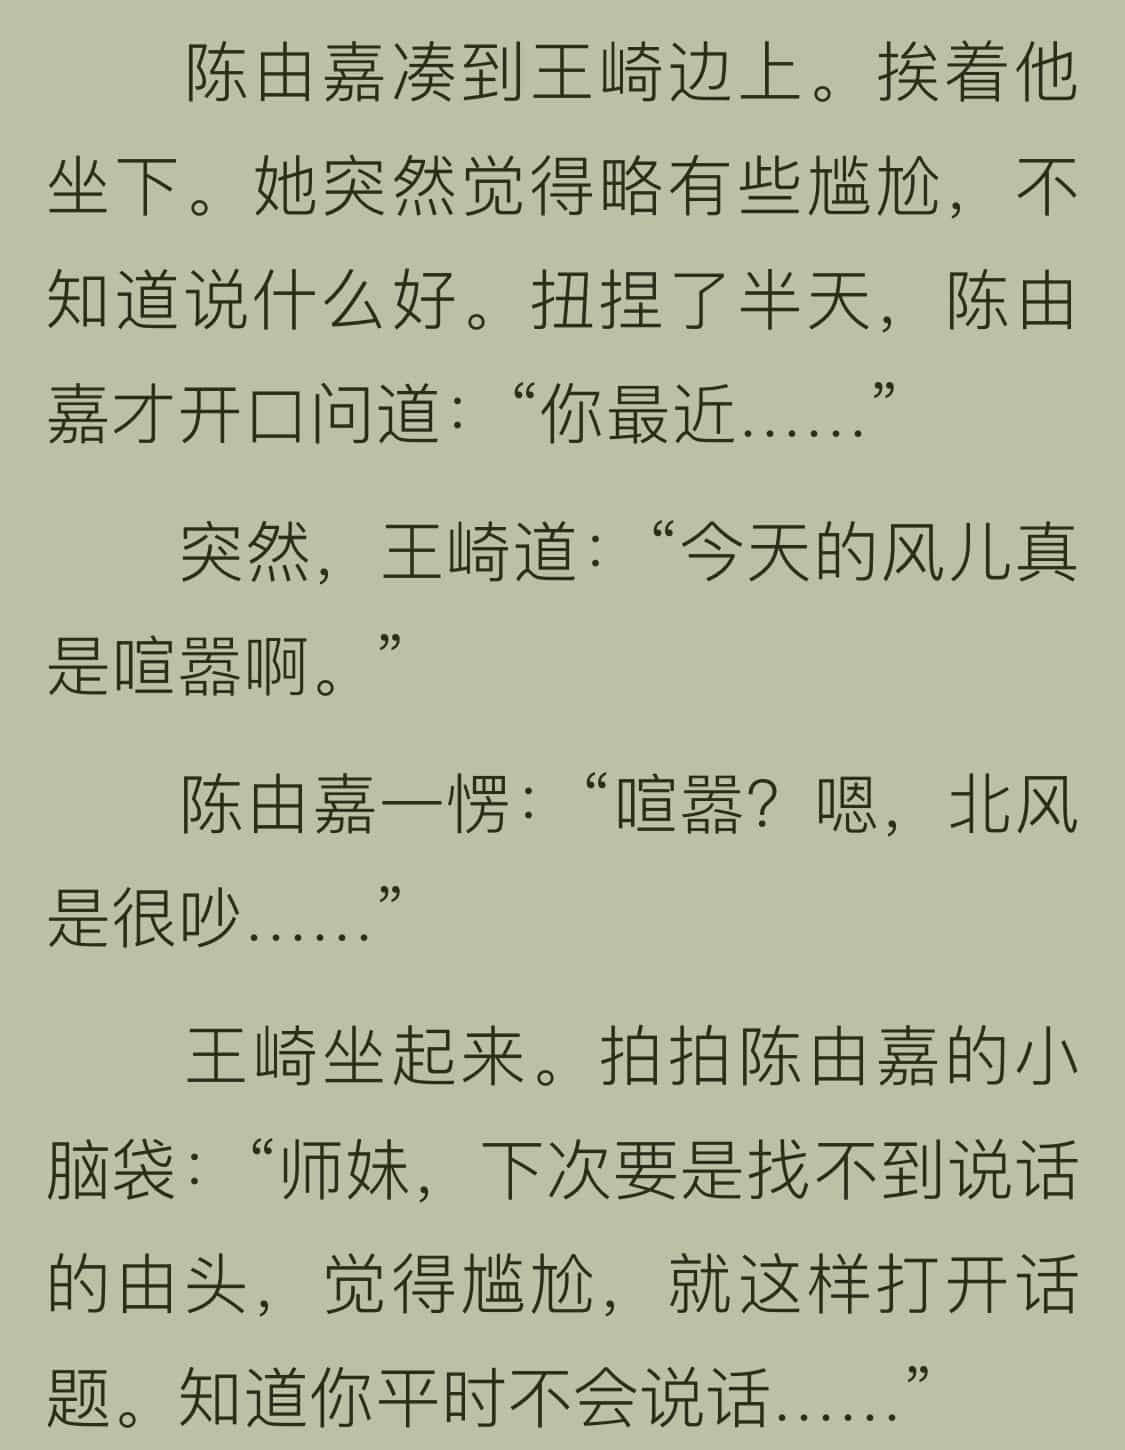 陈由嘉凑到王崎边上。挨着他
坐下。她突然觉得略有些尴尬，不
知道说什么好。扭捏了半天，陈由
嘉才开口问道：“你最近……”
突然，王崎道：“今天的风儿真
是喧嚣啊。”
陈由嘉一愣：“喧嚣？嗯，北风
是很吵……”
王崎坐起来。拍拍陈由嘉的小
脑袋：“师妹，下次要是找不到说话
的由头，觉得尴尬，就这样打开话
题。知道你平时不会说话……”